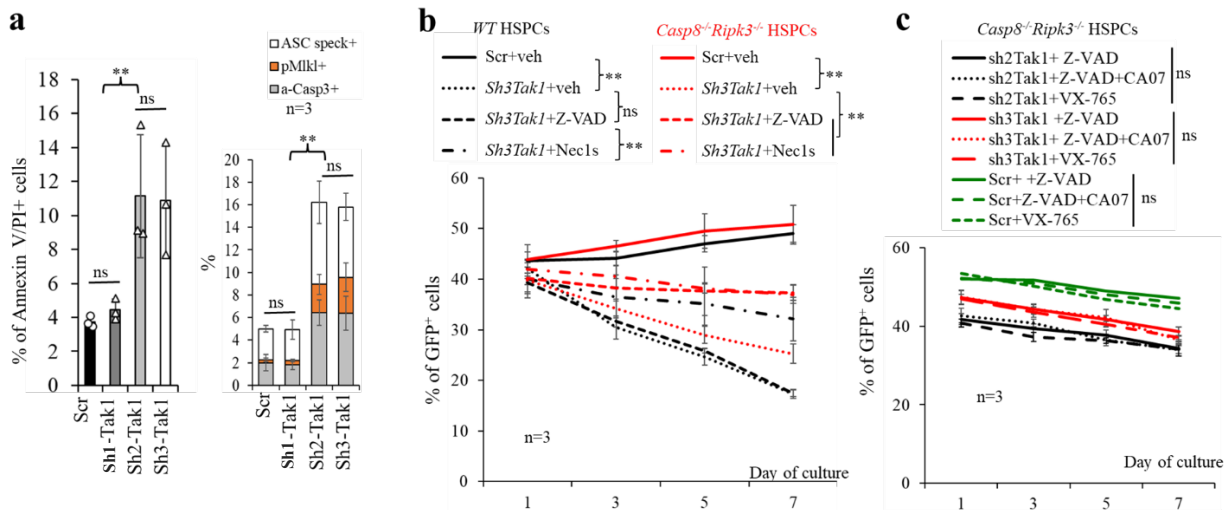 a
% of Annexin V/PI+ cells
18
16
14
12
10
8
6
4
2
0
**
ns
ns
Scr
Sh1-Tak1
Sh2-Tak1
Sh3-Tak1
ASC speck+
pMlkl+
a-Casp3+
n=3
**
ns
ns
%
20
18
16
14
12
10
8
6
4
2
0
Scr
Sh1-Tak1
Sh2-Tak1
Sh3-Tak1
b
WT HSPCs
Scr+veh
Sh3Tak1+veh
Sh3Tak1+Z-VAD
Sh3Tak1+Nec1s
**
ns
**
Casp8-/-Ripk3-/- HSPCs
Scr+veh
Sh3Tak1+veh
Sh3Tak1+Z-VAD
Sh3Tak1+Nec1s
**
**
% of GFP+ cells
60
50
40
30
20
10
0
n=3
Day of culture
1 3 5 7
c
Casp8-/-Ripk3-/- HSPCs
sh2Tak1+ Z-VAD
sh2Tak1+ Z-VAD+CA07
sh2Tak1+VX-765
ns
sh3Tak1 +Z-VAD
sh3Tak1+ Z-VAD+CA07
sh3Tak1+VX-765
ns
Scr+ +Z-VAD
Scr+Z-VAD+CA07
Scr+VX-765
ns
% of GFP+ cells
60
40
20
0
n=3
Day of culture
1 3 5 7